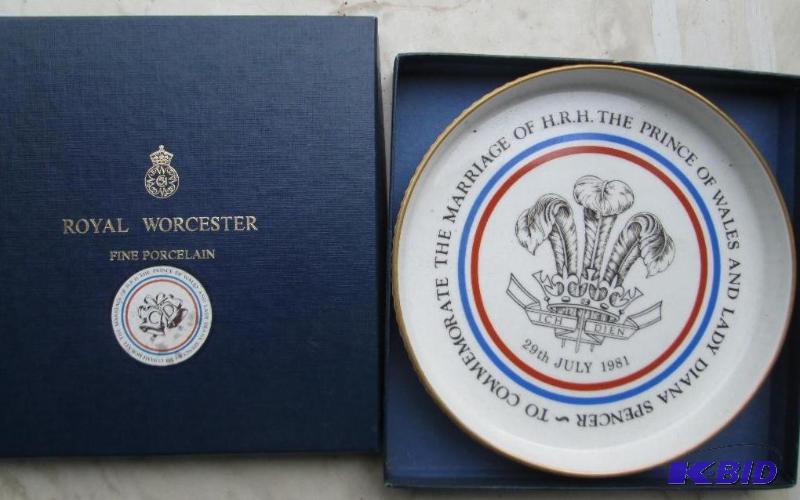 ROYAL WORCESTER
FINE PORCELAIN
TO COMMEMORATE THE MARRIAGE OF H.R.H. THE PRINCE OF WALES AND LADY DIANA SPENCER ~
ICH DIEN
29th JULY 1981
K-BID